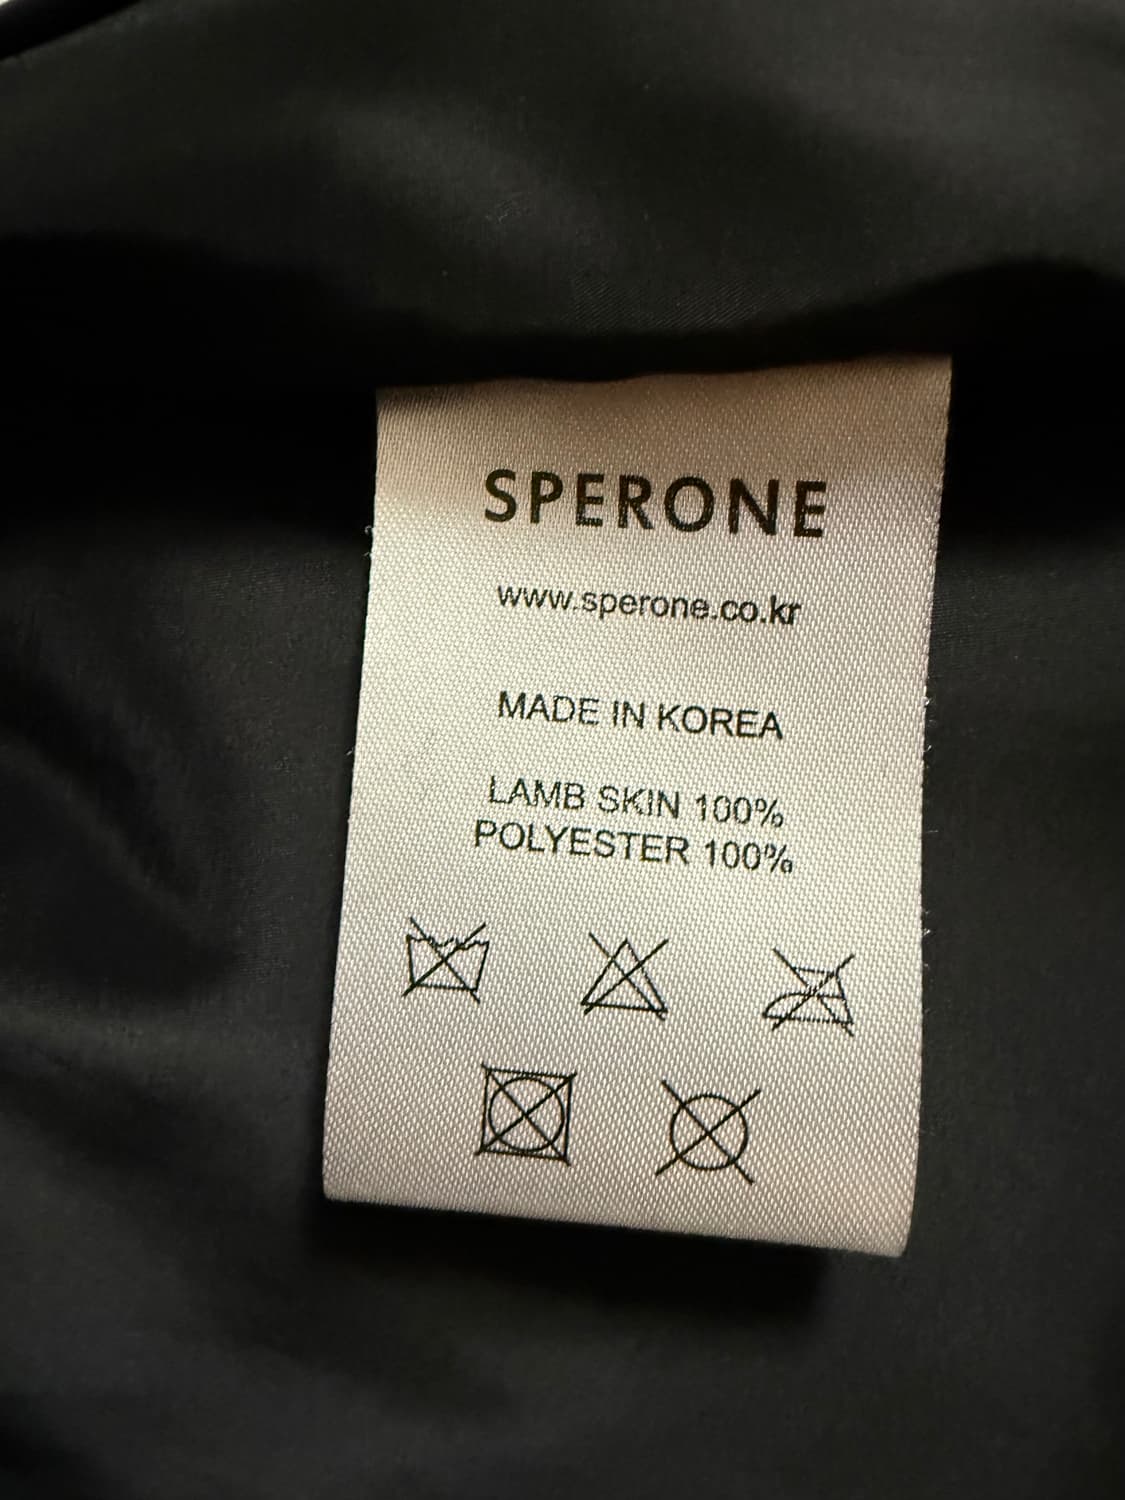 SPERONE
www.sperone.co.kr
MADE IN KOREA
LAMB SKIN 100%
POLYESTER 100%